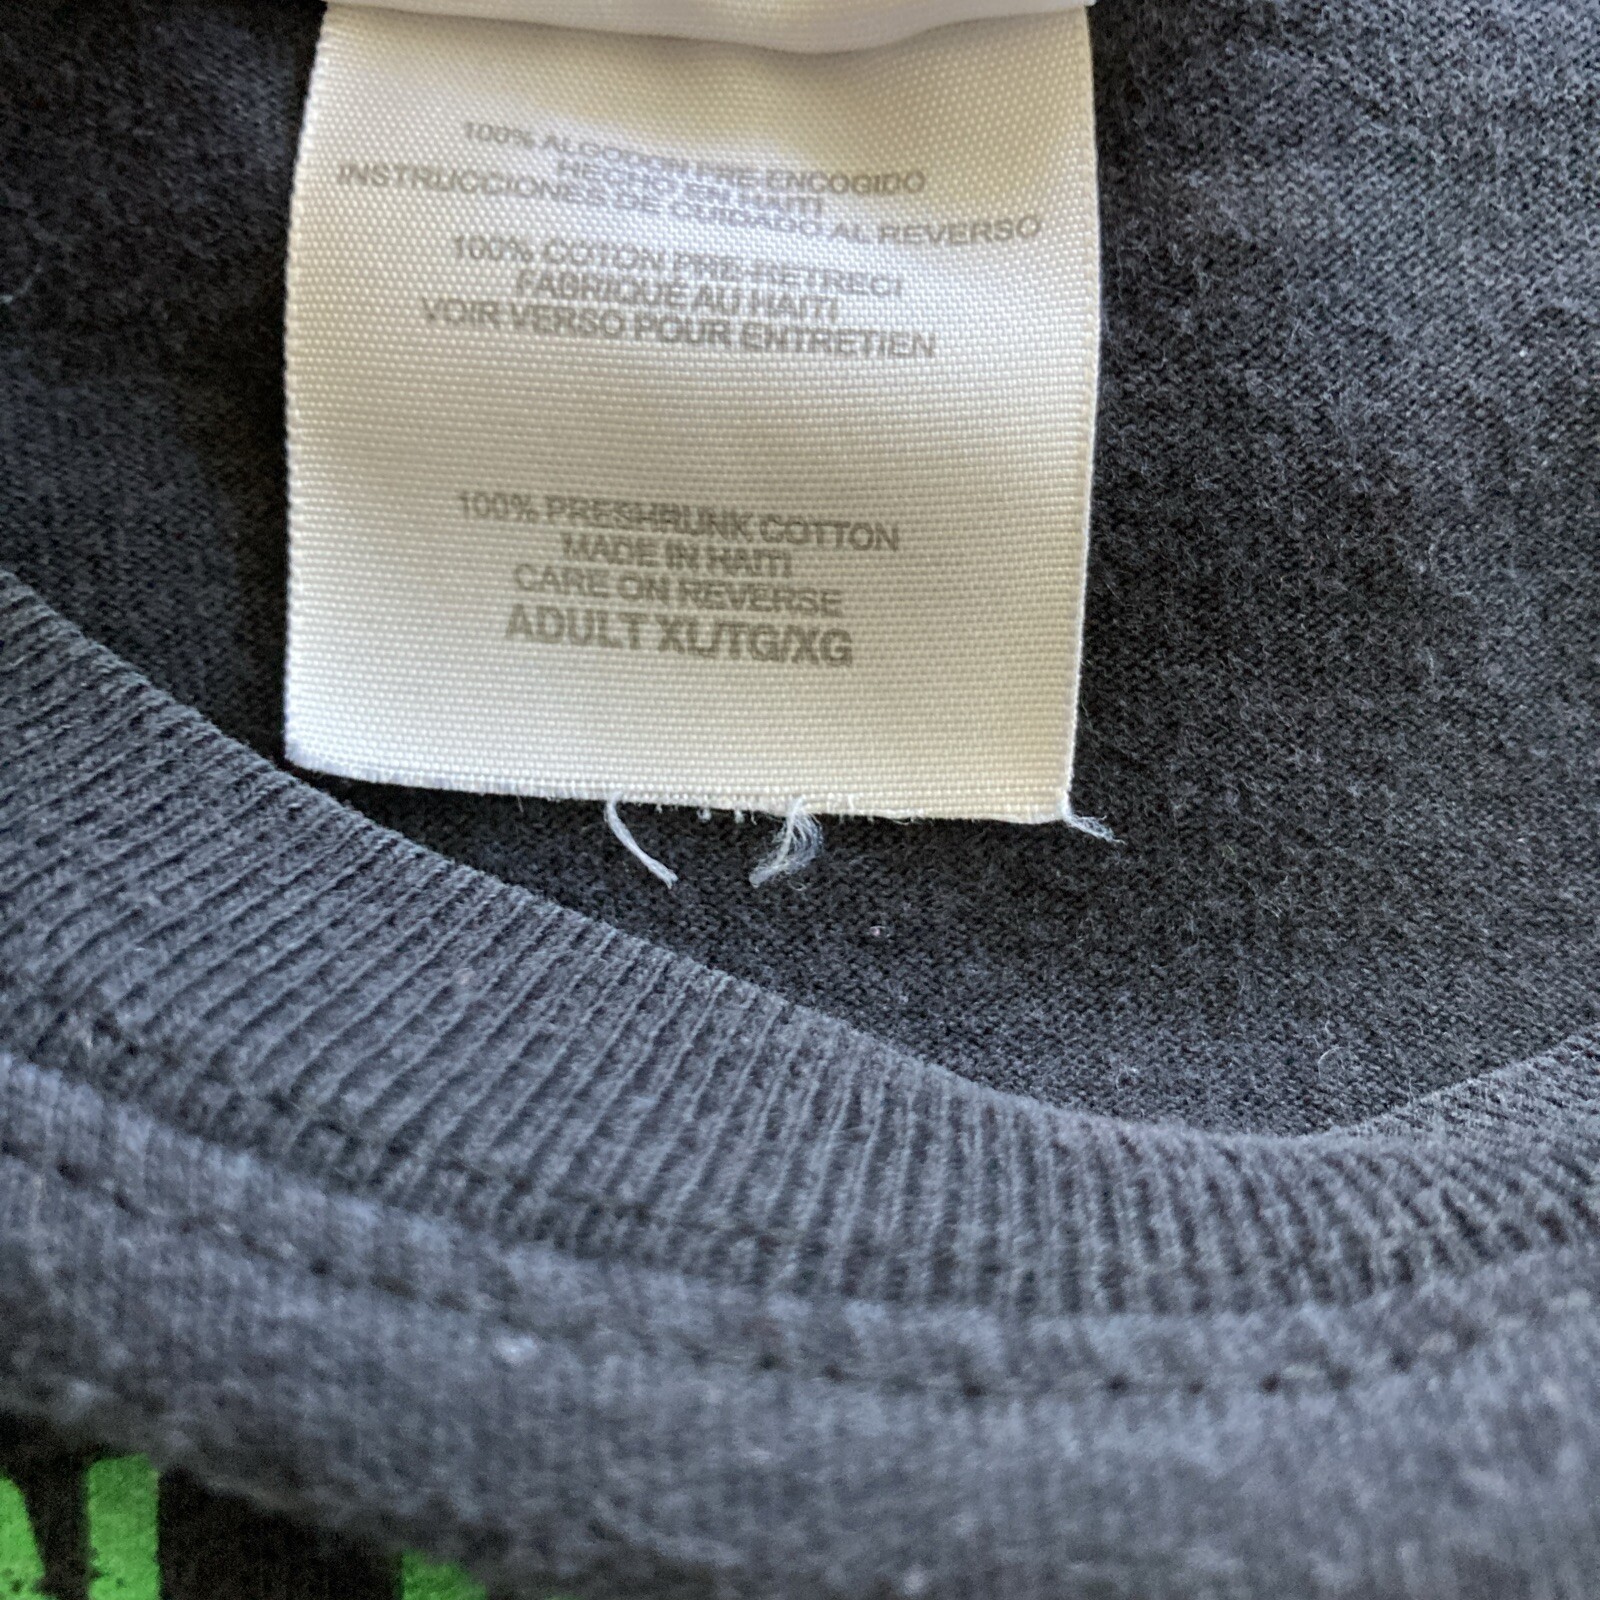 100% ALGODON PRE-ENCOGIDO
HECHO EN HAITI
INSTRUCCIONES DE CUIDADO AL REVERSO
100% COTON PRE-RETRECI
FABRIQUE AU HAITI
VOIR VERSO POUR ENTRETIEN
100% PRESHRUNK COTTON
MADE IN HAITI
CARE ON REVERSE
ADULT XL/TG/XG